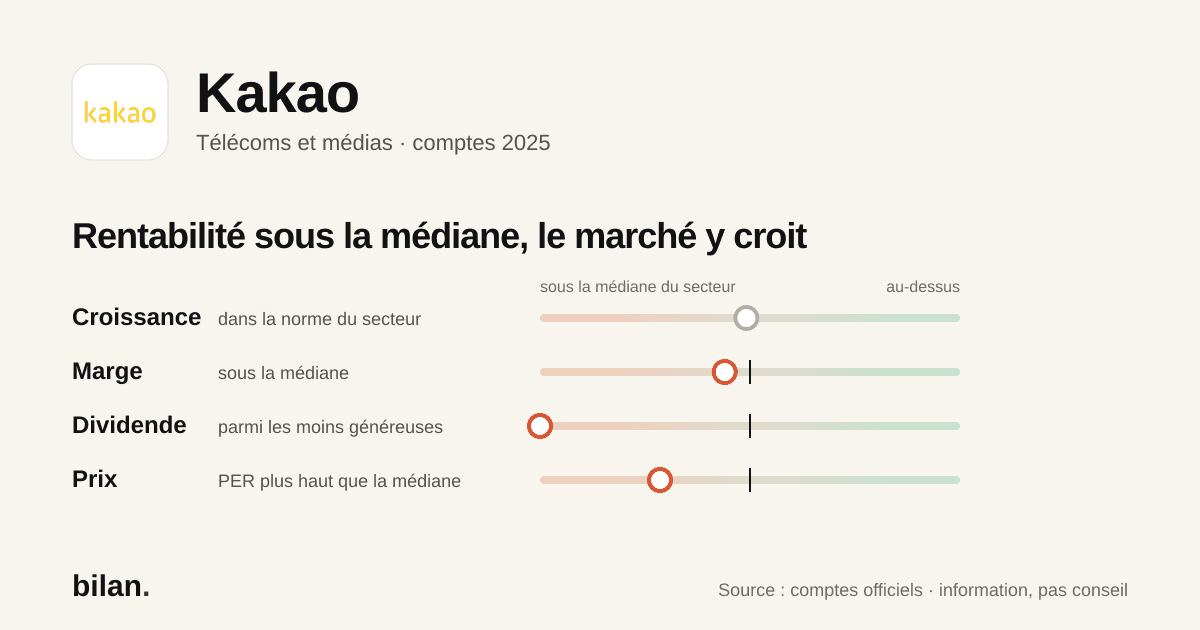 kakao
Kakao
Télécoms et médias · comptes 2025
Rentabilité sous la médiane, le marché y croit
sous la médiane du secteur au-dessus
Croissance dans la norme du secteur
Marge sous la médiane
Dividende parmi les moins généreuses
Prix PER plus haut que la médiane
bilan.
Source : comptes officiels · information, pas conseil